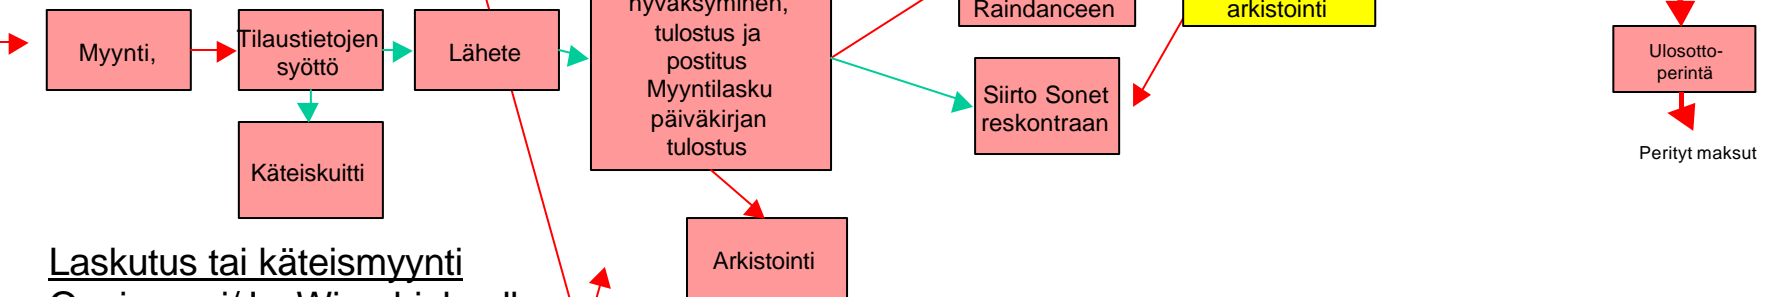 hyväksyminen,
tulostus ja
postitus
Myyntilasku
päiväkirjan
tulostus
Raindanceen
arkistointi
Myynti,
Tilaustietojen
syöttö
Lähete
Siirto Sonet
reskontraan
Ulosotto-
perintä
Perityt maksut
Käteiskuitti
Arkistointi
Laskutus tai käteismyynti